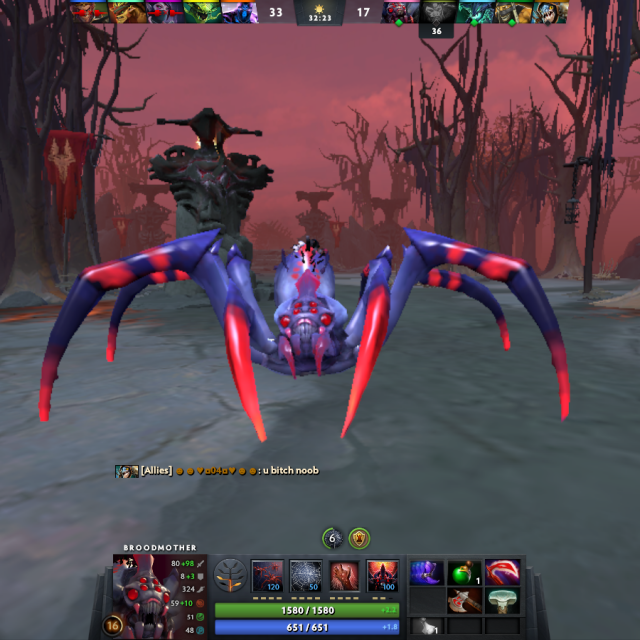 33 32:23 17
36
[Allies] : u bitch noob
6
BROODMOTHER
80 +98
8 +3
324
59 +10
51
48
16
120 50 100
1580 / 1580 +2.2
651 / 651 +1.8
1
1